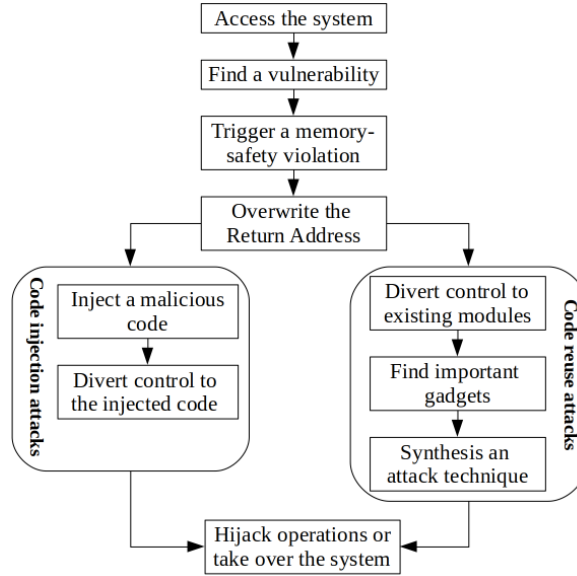 Access the system
Find a vulnerability
Trigger a memory-
safety violation
Overwrite the
Return Address
Code injection attacks
Inject a malicious
code
Divert control to
the injected code
Divert control to
existing modules
Find important
gadgets
Synthesis an
attack technique
Code reuse attacks
Hijack operations or
take over the system